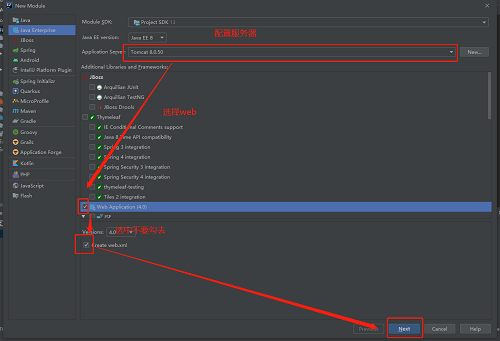 New Module
Java
Java Enterprise
JBoss
Spring
Android
IntelliJ Platform Plugin
Spring Initializr
Quarkus
MicroProfile
Maven
Gradle
Groovy
Grails
Application Forge
Kotlin
PHP
JavaScript
Flash
Module SDK:
Project SDK 13
配置服务器
Java EE version:
Java EE 8
Application Server:
Tomcat 8.0.50
New...
Additional Libraries and Frameworks:
JBoss
Arquillian JUnit
Arquillian TestNG
JBoss Drools
选择web
Thymeleaf
IE Conditional Comments support
Java 8 Time API compatibility
Spring 3 integration
Spring 4 integration
Spring Security 3 integration
Spring Security 4 integration
thymeleaf-testing
Tiles 2 integration
Web Application (4.0)
JSF
Versions:
4.0
不要勾去
Create web.xml
Previous
Next
Cancel
Help